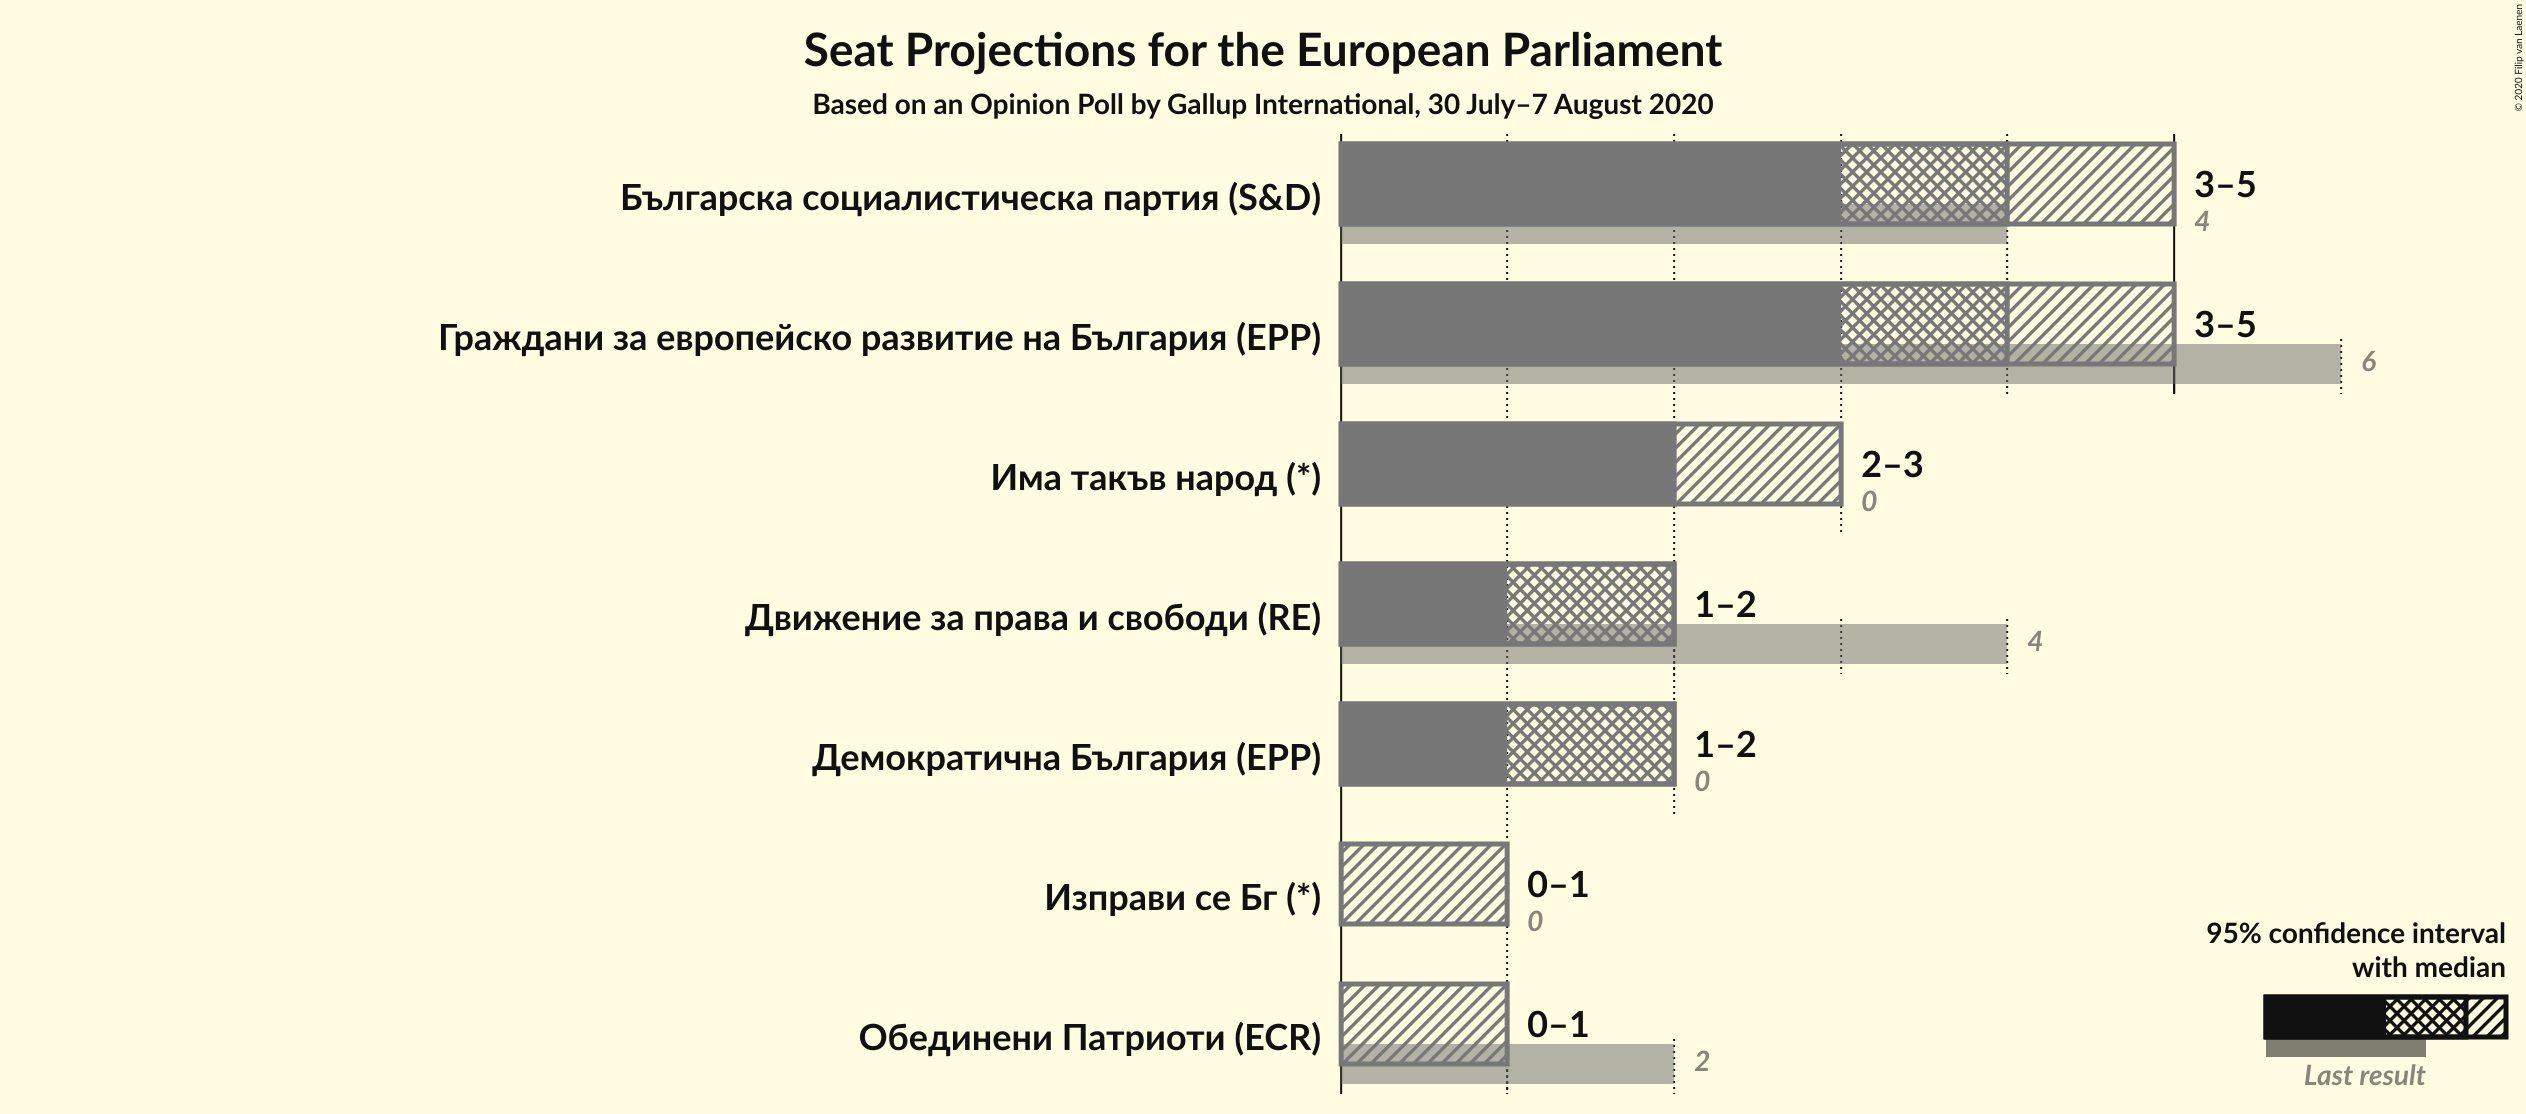 Seat Projections for the European Parliament
Based on an Opinion Poll by Gallup International, 30 July–7 August 2020
© 2020 Filip van Laenen
Българска социалистическа партия (S&D)
3–5
4
Граждани за европейско развитие на България (EPP)
3–5
6
Има такъв народ (*)
2–3
0
Движение за права и свободи (RE)
1–2
4
Демократична България (EPP)
1–2
0
Изправи се Бг (*)
0–1
0
Обединени Патриоти (ECR)
0–1
2
95% confidence interval
with median
Last result